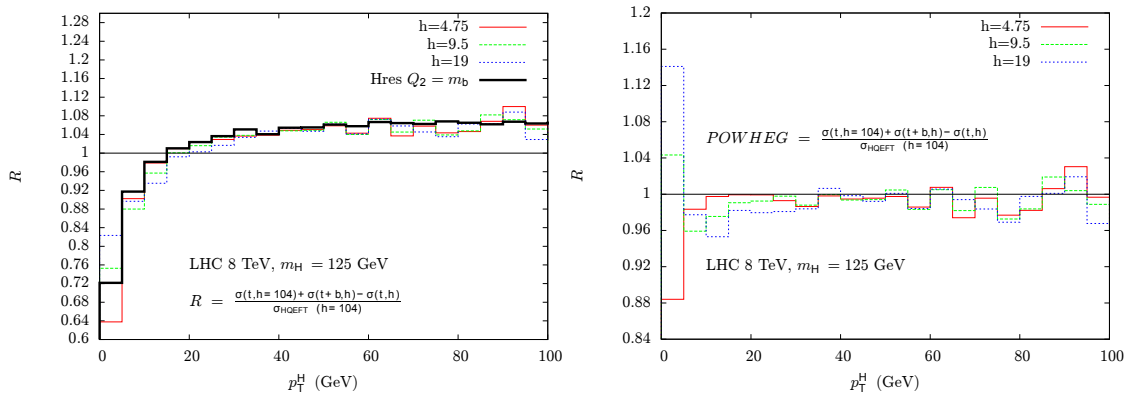 1.28
1.2
1.12
1.04
1
0.96
0.88
0.8
0.72
0.64
1.24
1.16
1.08
0.92
0.84
0.76
0.68
0.6
R
h=4.75
h=9.5
h=19
Hres Q2 = mb
LHC 8 TeV, mH = 125 GeV
R = σ(t,h=104)+σ(t+b,h)−σ(t,h) / σHQEFT (h=104)
0 20 40 60 80 100
pTH (GeV)
1.2
1.16
1.12
1.08
1.04
1
0.96
0.92
0.88
0.84
R
h=4.75
h=9.5
h=19
POWHEG = σ(t,h=104)+σ(t+b,h)−σ(t,h) / σHQEFT (h=104)
LHC 8 TeV, mH = 125 GeV
0 20 40 60 80 100
pTH (GeV)